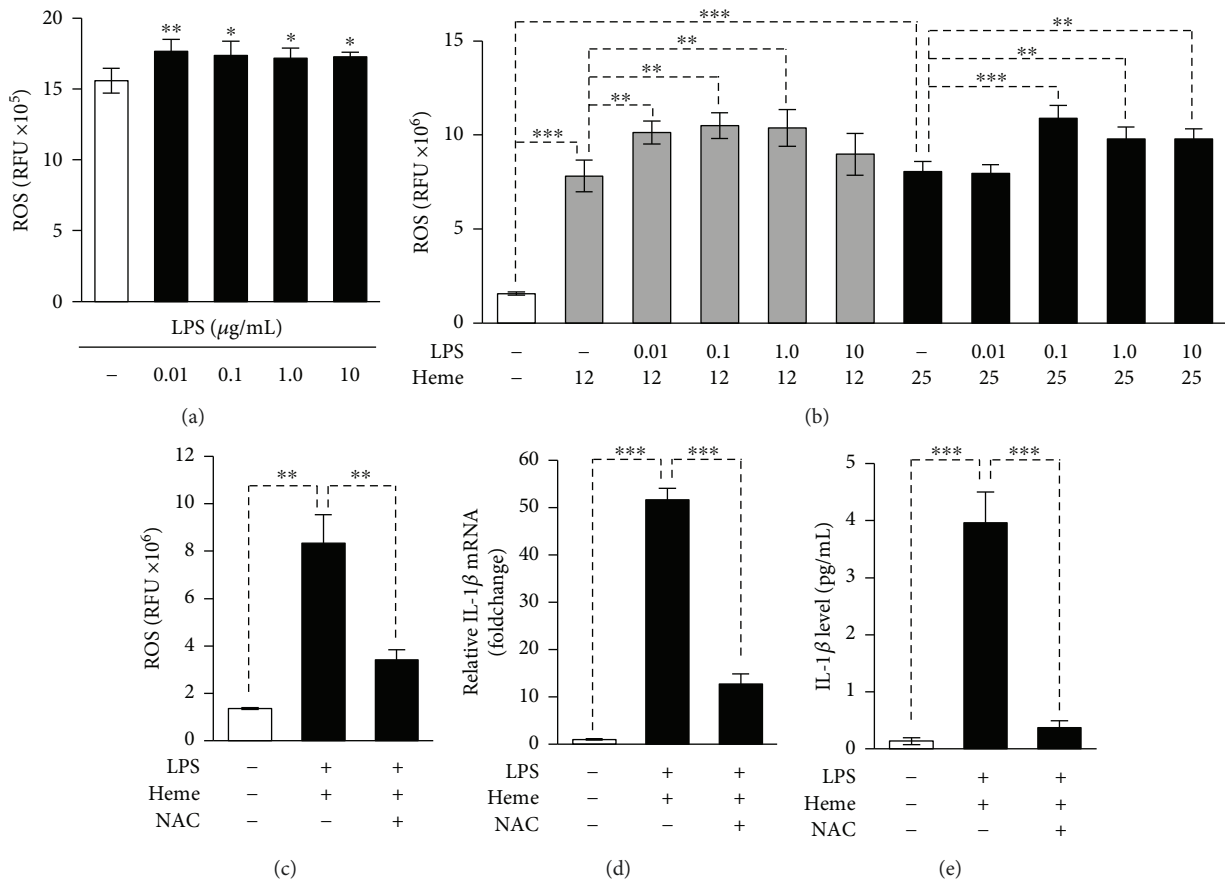 20
15
10
5
0
ROS (RFU ×10⁵)
** * * *
LPS (μg/mL)
– 0.01 0.1 1.0 10
(a)
15
10
5
0
ROS (RFU ×10⁶)
*** ** ** ** *** *** ** **
LPS – – 0.01 0.1 1.0 10 – 0.01 0.1 1.0 10
Heme – 12 12 12 12 12 25 25 25 25 25
(b)
12
10
8
6
4
2
0
ROS (RFU ×10⁶)
** **
LPS – + +
Heme – + +
NAC – – +
(c)
60
50
40
30
20
10
0
Relative IL-1β mRNA
(foldchange)
*** ***
LPS – + +
Heme – + +
NAC – – +
(d)
5
4
3
2
1
0
IL-1β level (pg/mL)
*** ***
LPS – + +
Heme – + +
NAC – – +
(e)